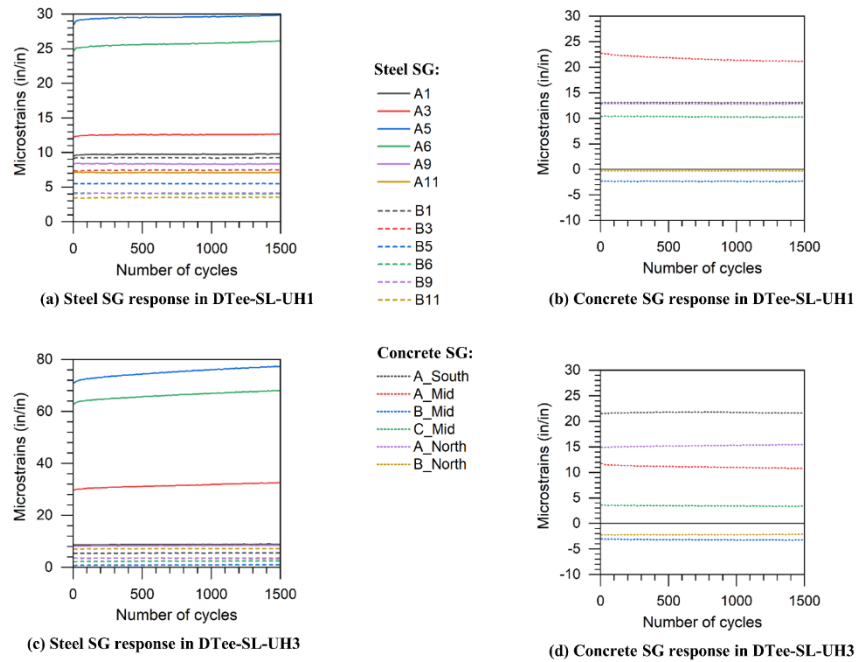 30
25
20
15
10
5
0
Microstrains (in/in)
0 500 1000 1500
Number of cycles
(a) Steel SG response in DTee-SL-UH1
Steel SG:
A1
A3
A5
A6
A9
A11
B1
B3
B5
B6
B9
B11
30
25
20
15
10
5
0
-5
-10
Microstrains (in/in)
0 500 1000 1500
Number of cycles
(b) Concrete SG response in DTee-SL-UH1
80
60
40
20
0
Microstrains (in/in)
0 500 1000 1500
Number of cycles
(c) Steel SG response in DTee-SL-UH3
Concrete SG:
A_South
A_Mid
B_Mid
C_Mid
A_North
B_North
30
25
20
15
10
5
0
-5
-10
Microstrains (in/in)
0 500 1000 1500
Number of cycles
(d) Concrete SG response in DTee-SL-UH3